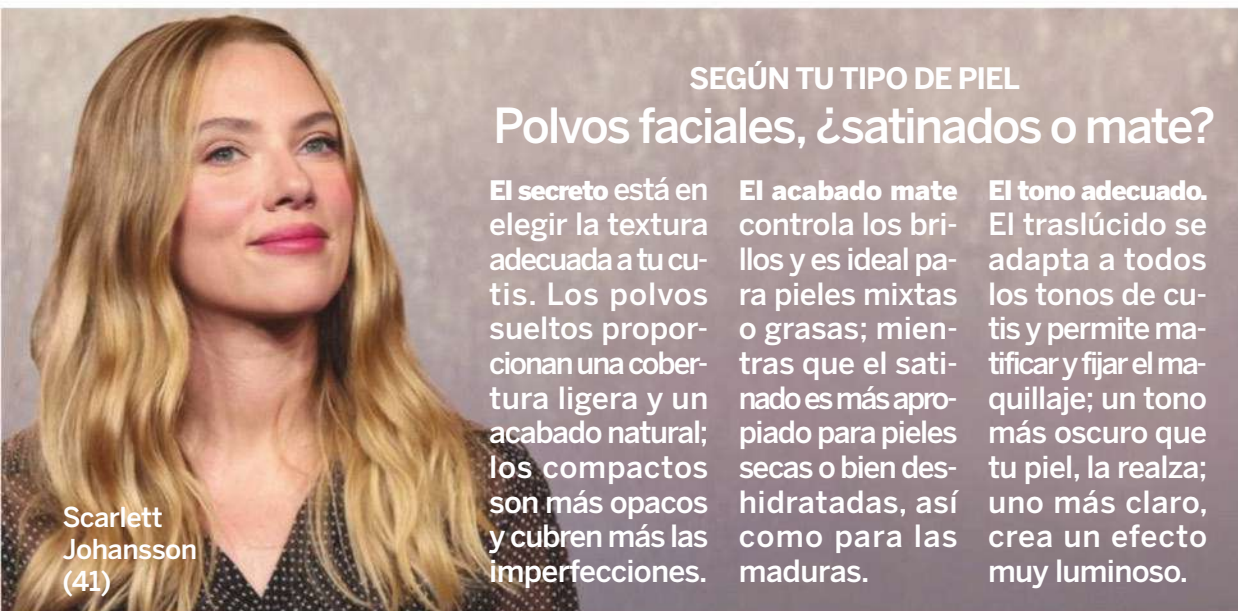 SEGÚN TU TIPO DE PIEL
Polvos faciales, ¿satinados o mate?
El secreto está en
elegir la textura
adecuada a tu cu-
tis. Los polvos
sueltos propor-
cionan una cober-
tura ligera y un
acabado natural;
los compactos
son más opacos
y cubren más las
imperfecciones.
El acabado mate
controla los bri-
llos y es ideal pa-
ra pieles mixtas
o grasas; mien-
tras que el sati-
nado es más apro-
piado para pieles
secas o bien des-
hidratadas, así
como para las
maduras.
El tono adecuado.
El traslúcido se
adapta a todos
los tonos de cu-
tis y permite ma-
tificar y fijar el ma-
quillaje; un tono
más oscuro que
tu piel, la realza;
uno más claro,
crea un efecto
muy luminoso.
Scarlett
Johansson
(41)